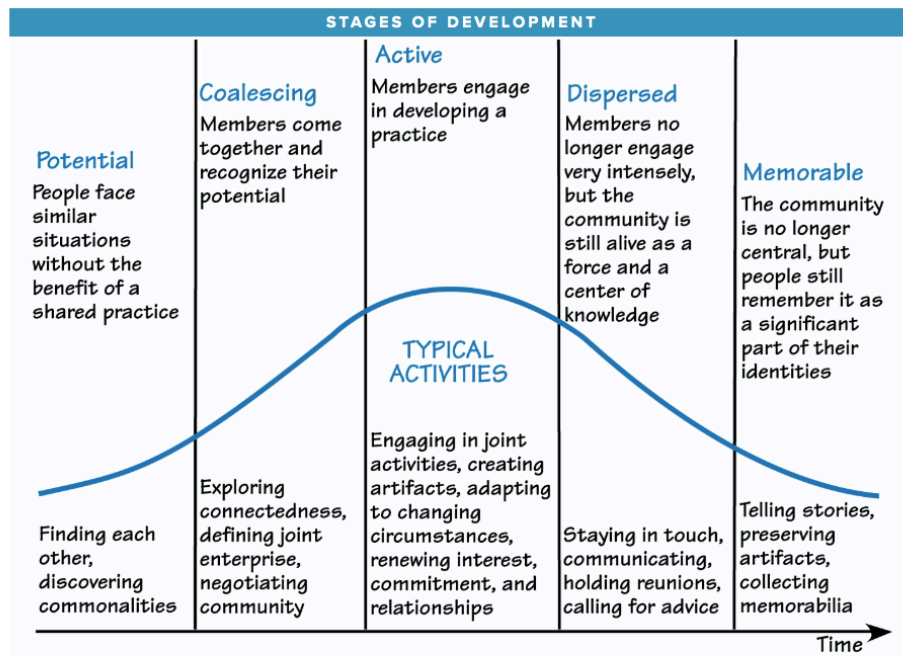 STAGES OF DEVELOPMENT
Potential
People face
similar
situations
without the
benefit of a
shared practice
Coalescing
Members come
together and
recognize their
potential
Active
Members engage
in developing a
practice
Dispersed
Members no
longer engage
very intensely,
but the
community is
still alive as a
force and a
center of
knowledge
Memorable
The community
is no longer
central, but
people still
remember it as
a significant
part of their
identities
TYPICAL
ACTIVITIES
Finding each
other,
discovering
commonalities
Exploring
connectedness,
defining joint
enterprise,
negotiating
community
Engaging in joint
activities, creating
artifacts, adapting
to changing
circumstances,
renewing interest,
commitment, and
relationships
Staying in touch,
communicating,
holding reunions,
calling for advice
Telling stories,
preserving
artifacts,
collecting
memorabilia
Time